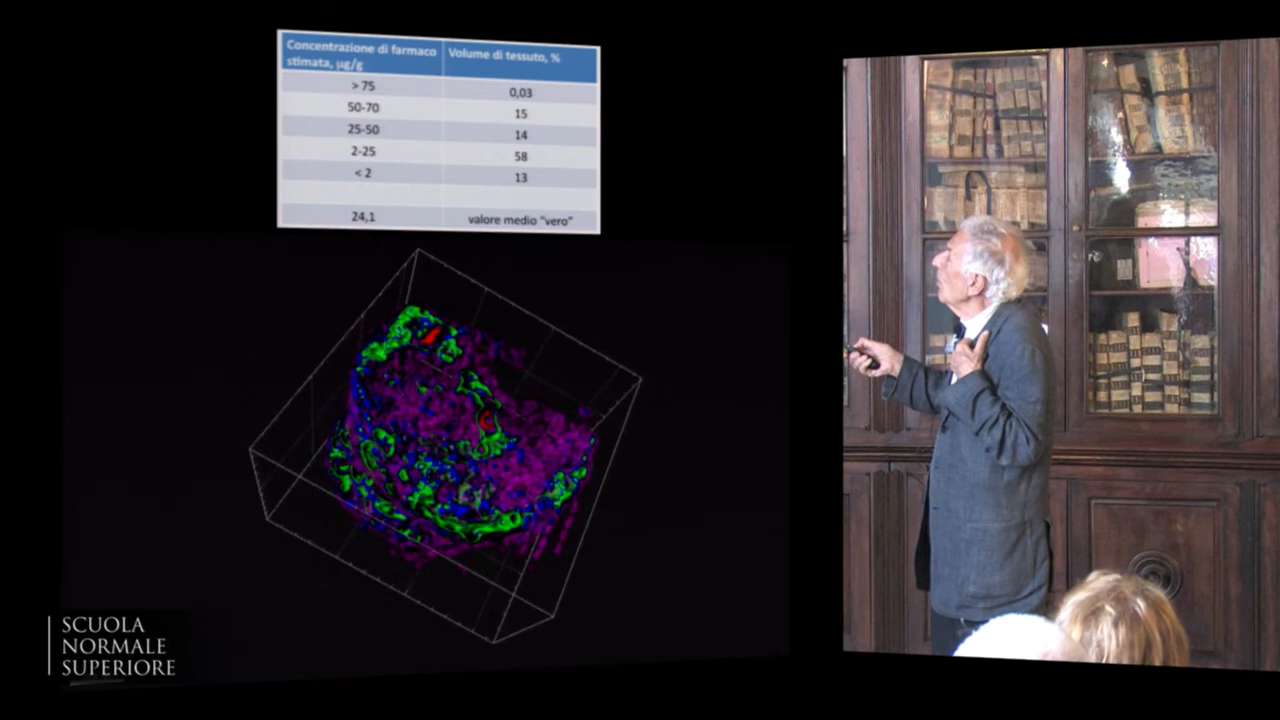 Concentrazione di farmaco stimata, µg/g Volume di tessuto, %
> 75 0,03
50-70 15
25-50 14
2-25 58
< 2 13
24,1 valore medio "vero"
SCUOLA
NORMALE
SUPERIORE